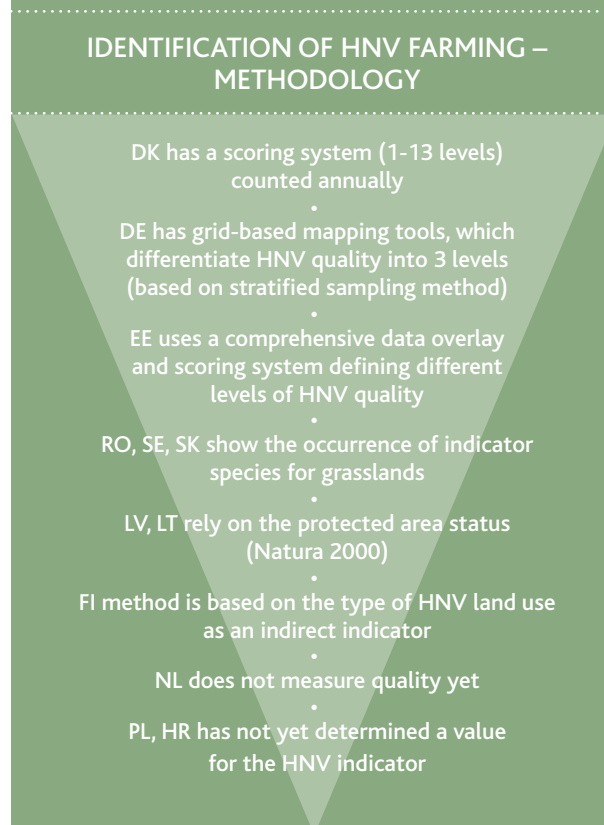 IDENTIFICATION OF HNV FARMING –
METHODOLOGY
DK has a scoring system (1-13 levels)
counted annually
•
DE has grid-based mapping tools, which
differentiate HNV quality into 3 levels
(based on stratified sampling method)
•
EE uses a comprehensive data overlay
and scoring system defining different
levels of HNV quality
•
RO, SE, SK show the occurrence of indicator
species for grasslands
•
LV, LT rely on the protected area status
(Natura 2000)
•
FI method is based on the type of HNV land use
as an indirect indicator
•
NL does not measure quality yet
•
PL, HR has not yet determined a value
for the HNV indicator